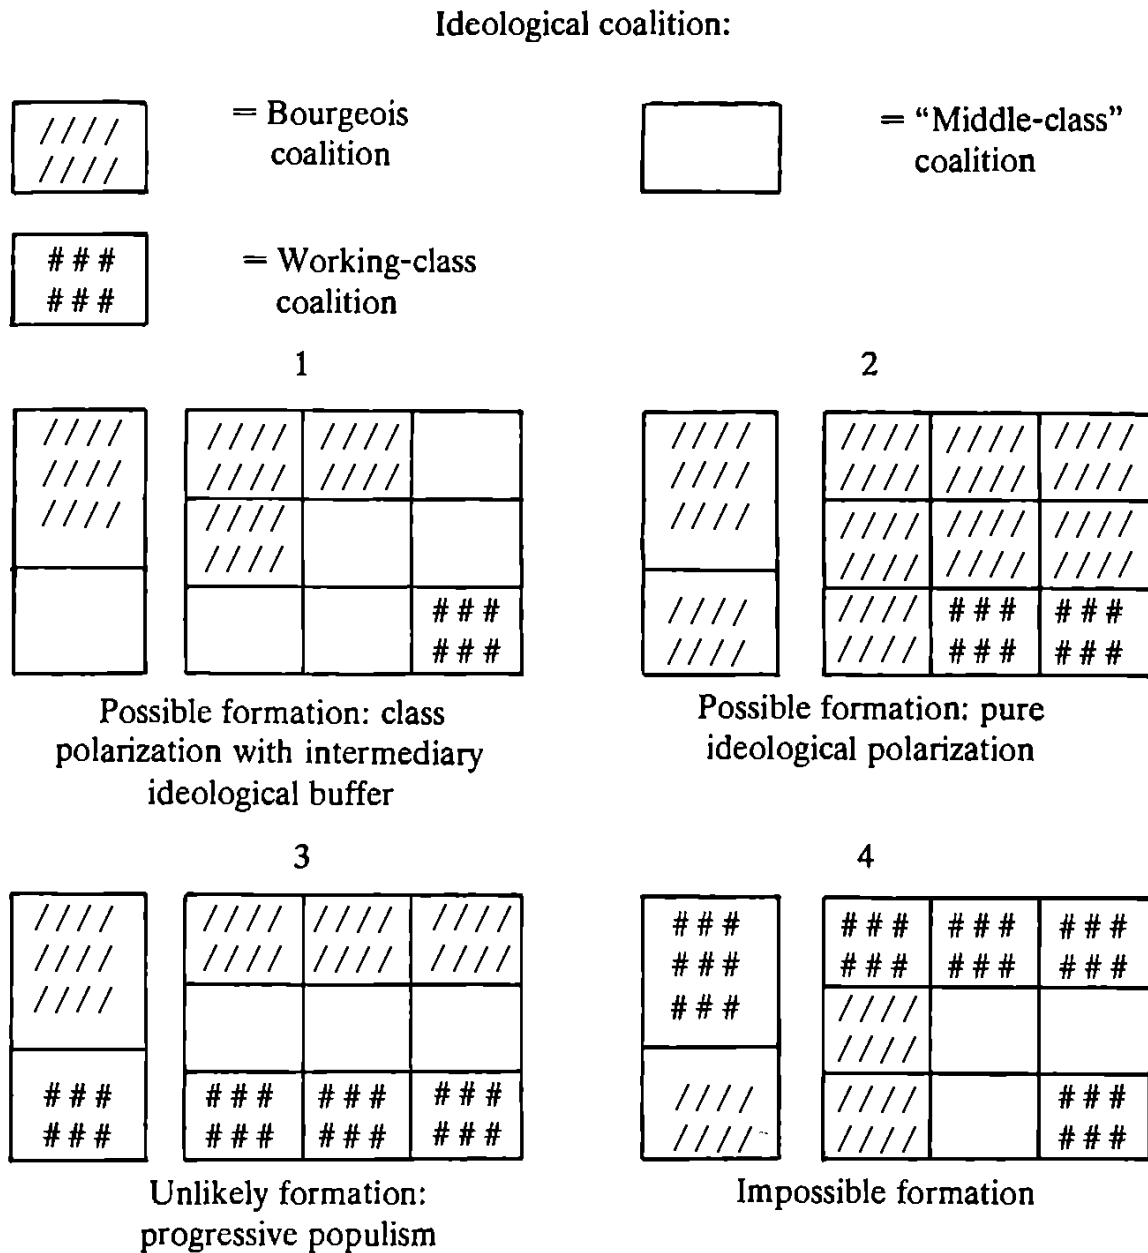 Ideological coalition:
////
////
= Bourgeois
coalition
= “Middle-class”
coalition
# # #
# # #
= Working-class
coalition
1
////
////
////
//// ////
//// ////
////
////
# # #
# # #
Possible formation: class
polarization with intermediary
ideological buffer
2
////
////
////
////
////
//// //// ////
//// //// ////
//// //// ////
//// //// ////
//// # # # # # #
//// # # # # # #
Possible formation: pure
ideological polarization
3
////
////
////
# # #
# # #
//// //// ////
//// //// ////
# # # # # # # # #
# # # # # # # # #
Unlikely formation:
progressive populism
4
# # #
# # #
# # #
////
////
# # # # # # # # #
# # # # # # # # #
////
////
//// # # #
//// # # #
Impossible formation